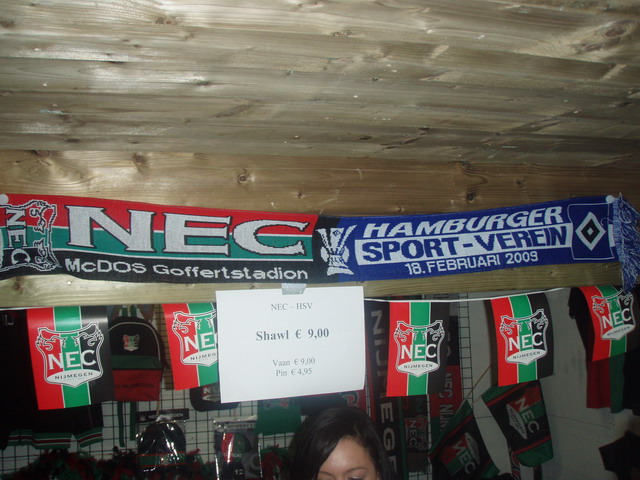 NEC
NEC
McDOS Goffertstadion
HAMBURGER
SPORT-VEREIN
18. FEBRUARI 2009
NEC – HSV
Shawl € 9,00
Vaan € 9,00
Pin € 4,95
NEC
NIJMEGEN
NEC
NIJMEGEN
NEC
NIJMEGEN
NEC
NIJMEGEN
NEC